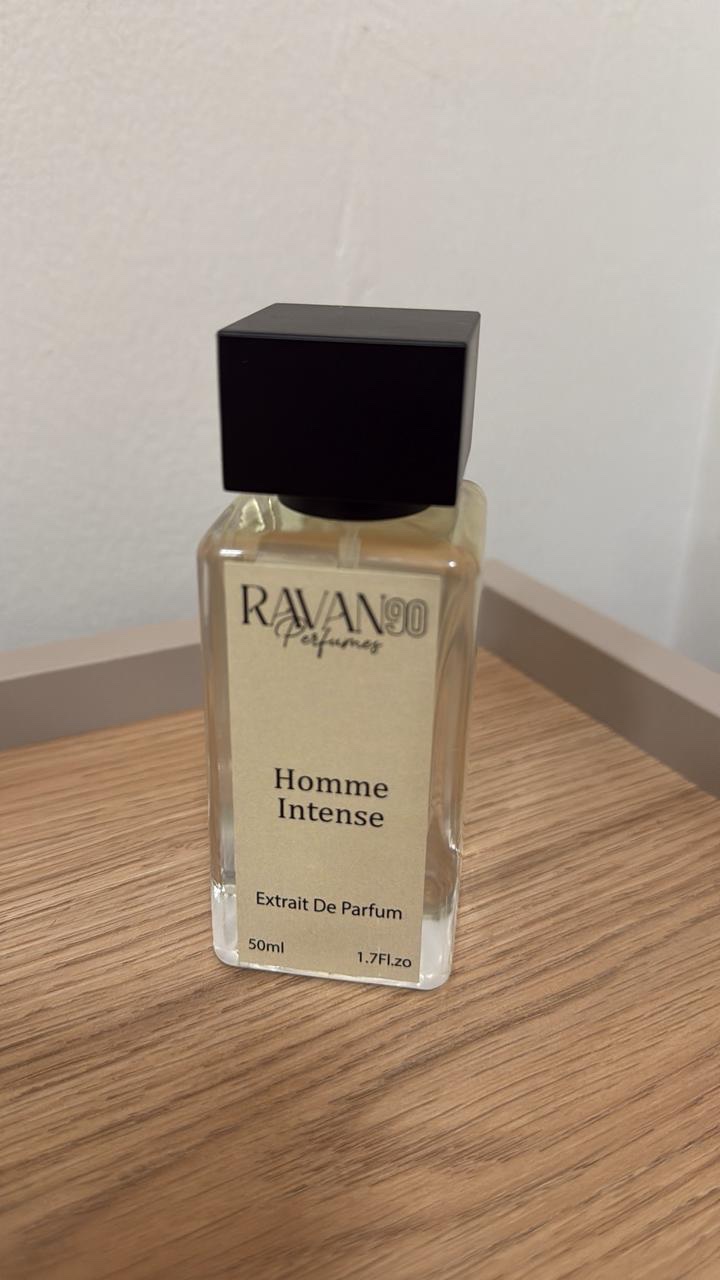 RAVAN90
Perfumes
Homme
Intense
Extrait De Parfum
50ml
1.7Fl.zo